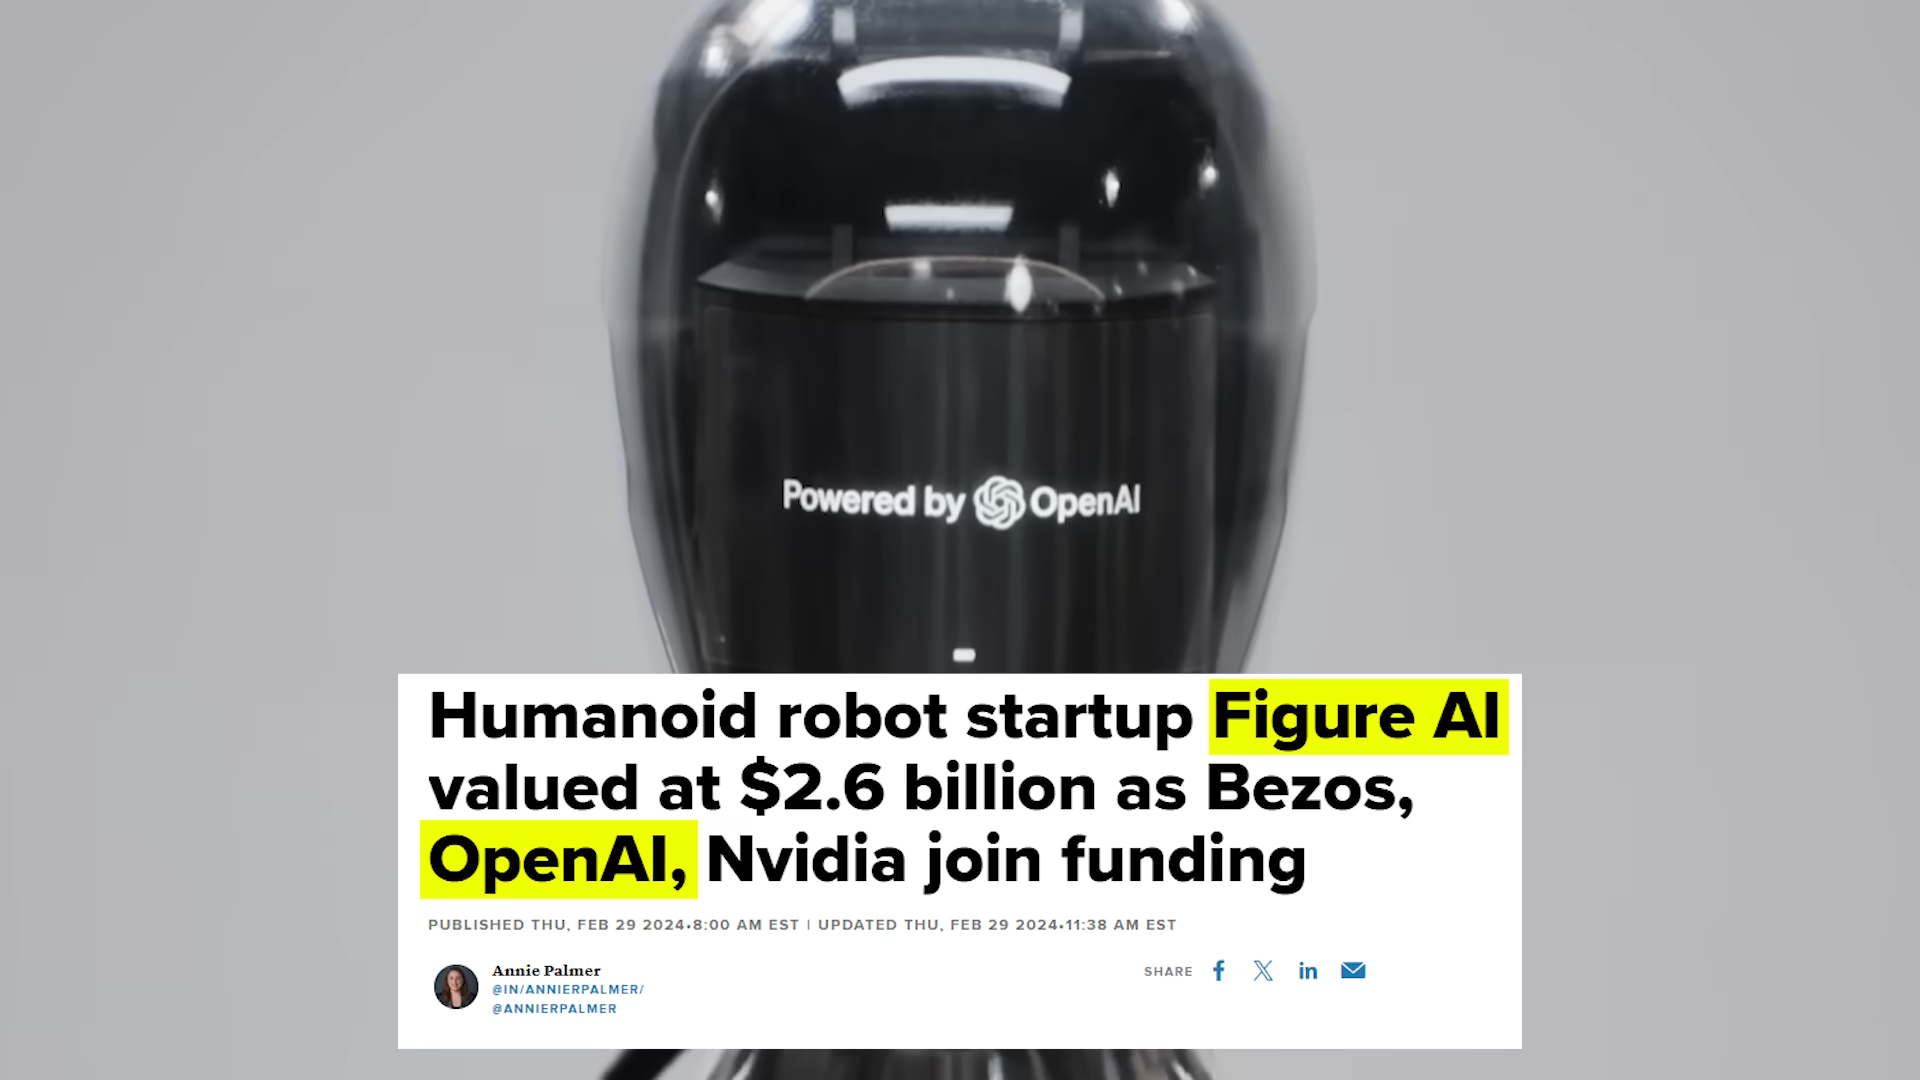 Powered by OpenAI
Humanoid robot startup Figure AI
valued at $2.6 billion as Bezos,
OpenAI, Nvidia join funding
PUBLISHED THU, FEB 29 2024•8:00 AM EST | UPDATED THU, FEB 29 2024•11:38 AM EST
Annie Palmer
@IN/ANNIERPALMER/
@ANNIERPALMER
SHARE